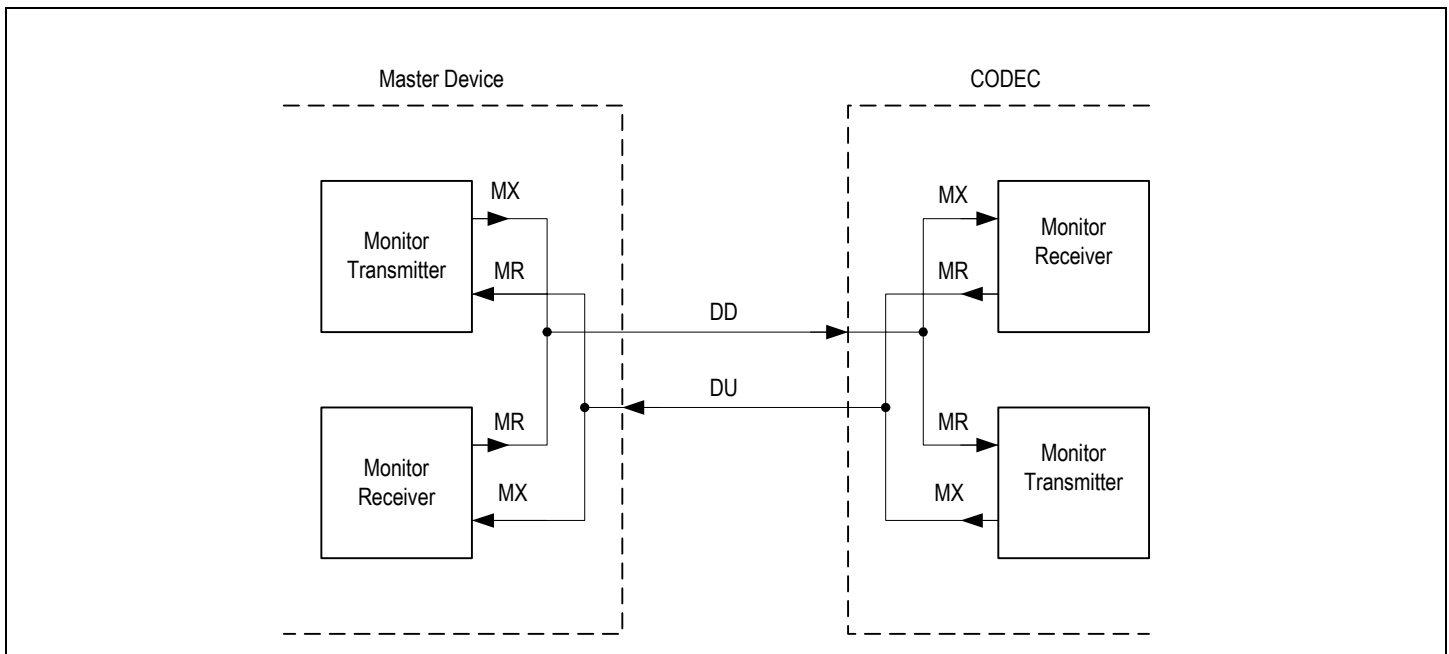 Master Device
CODEC
MX
MX
Monitor
Transmitter
Monitor
Receiver
MR
MR
DD
DU
MR
MR
Monitor
Receiver
Monitor
Transmitter
MX
MX